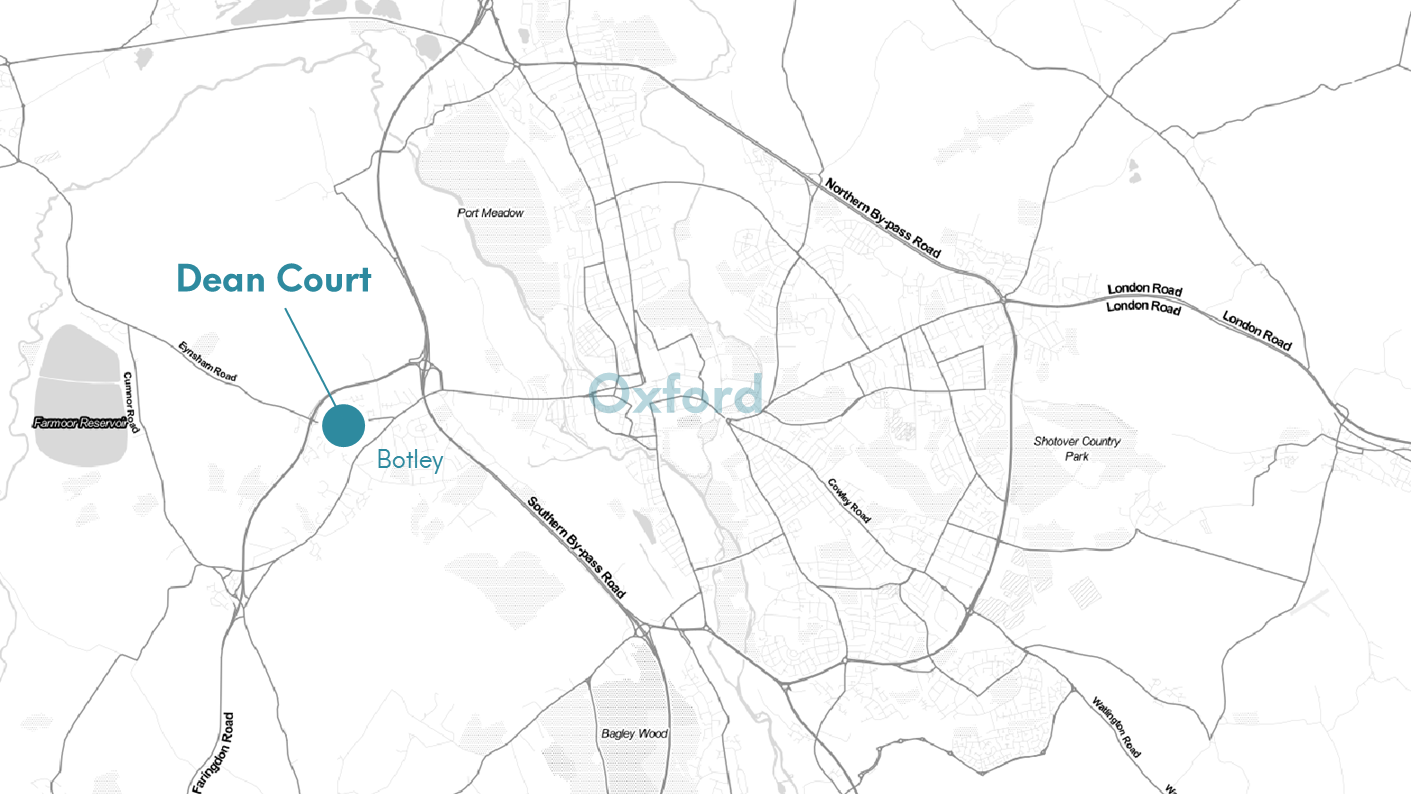 Port Meadow
Northern By-pass Road
Dean Court
London Road
London Road
London Road
Eynsham Road
Cumnor Road
Oxford
Farmoor Reservoir
Botley
Shotover Country
Park
Cowley Road
Southern By-pass Road
Faringdon Road
Bagley Wood
Watlington Road